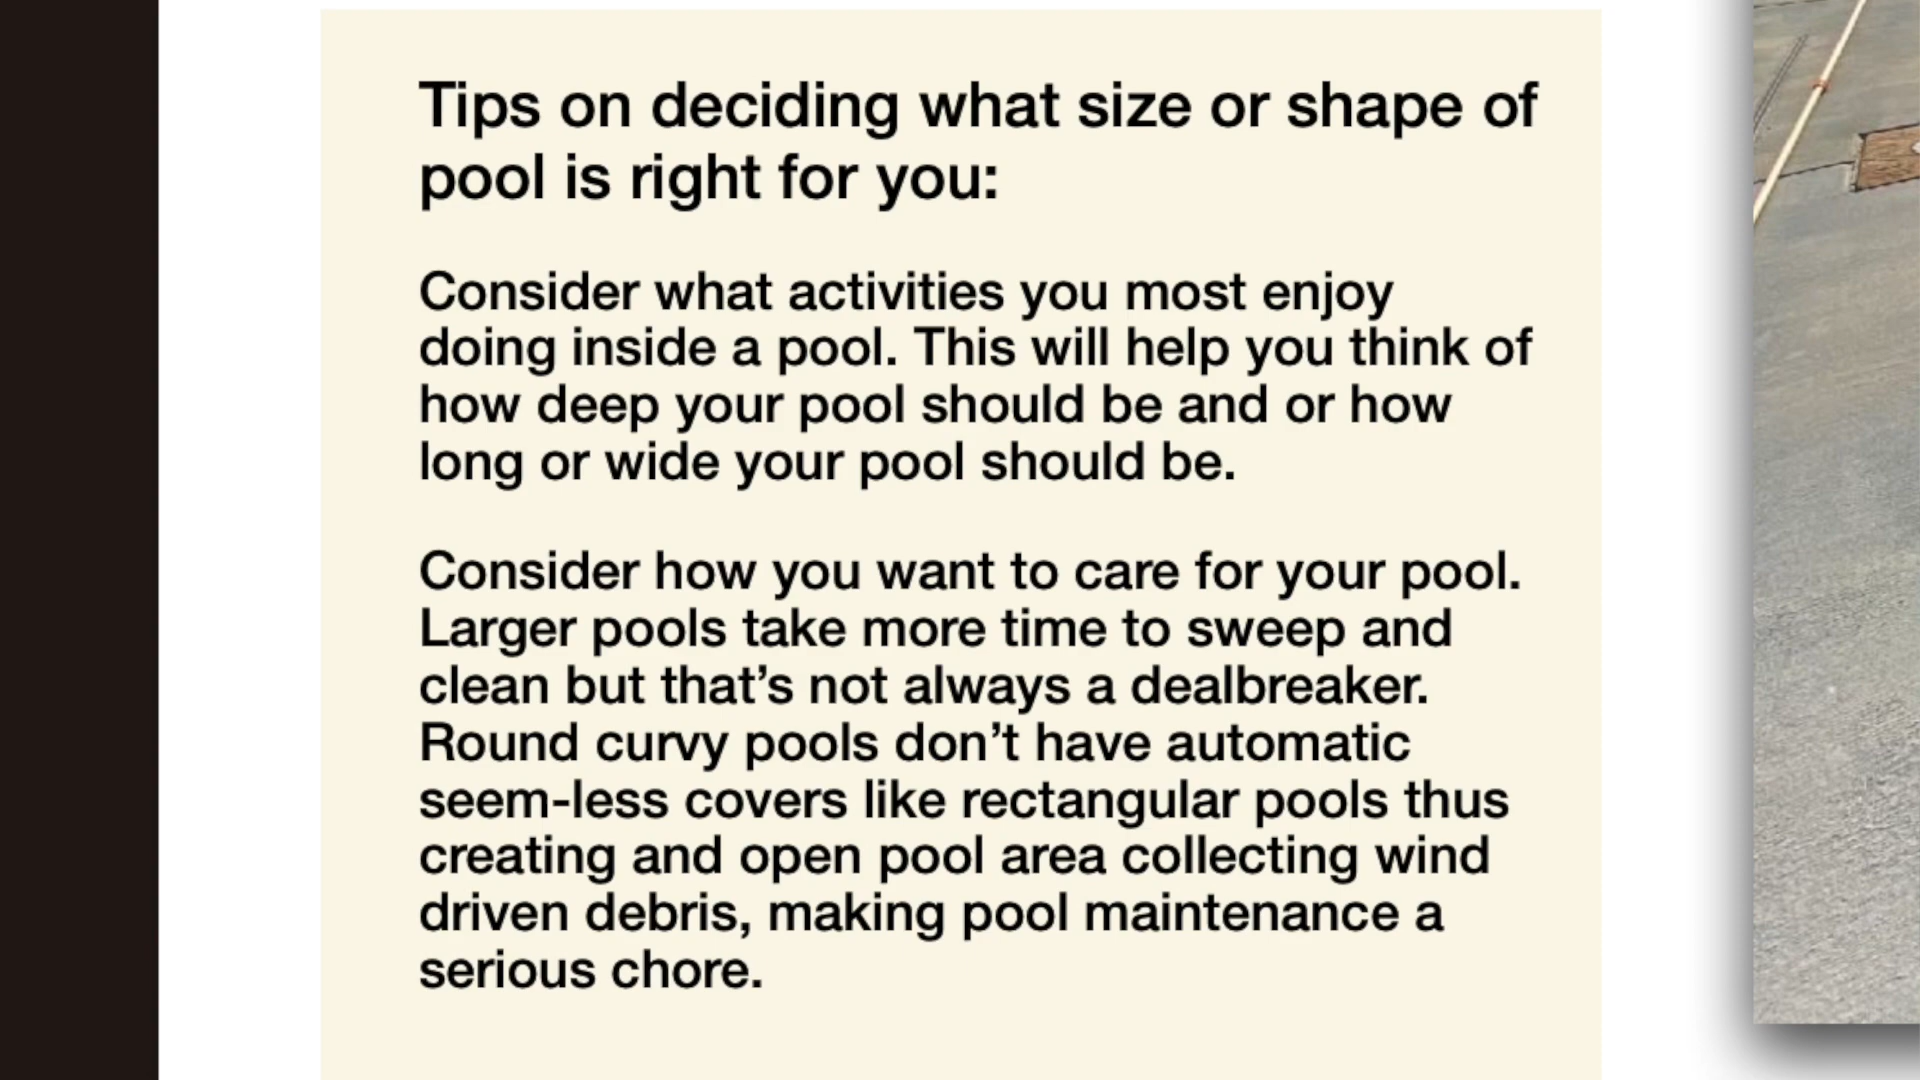 Tips on deciding what size or shape of
pool is right for you:
Consider what activities you most enjoy
doing inside a pool. This will help you think of
how deep your pool should be and or how
long or wide your pool should be.
Consider how you want to care for your pool.
Larger pools take more time to sweep and
clean but that’s not always a dealbreaker.
Round curvy pools don’t have automatic
seem-less covers like rectangular pools thus
creating and open pool area collecting wind
driven debris, making pool maintenance a
serious chore.